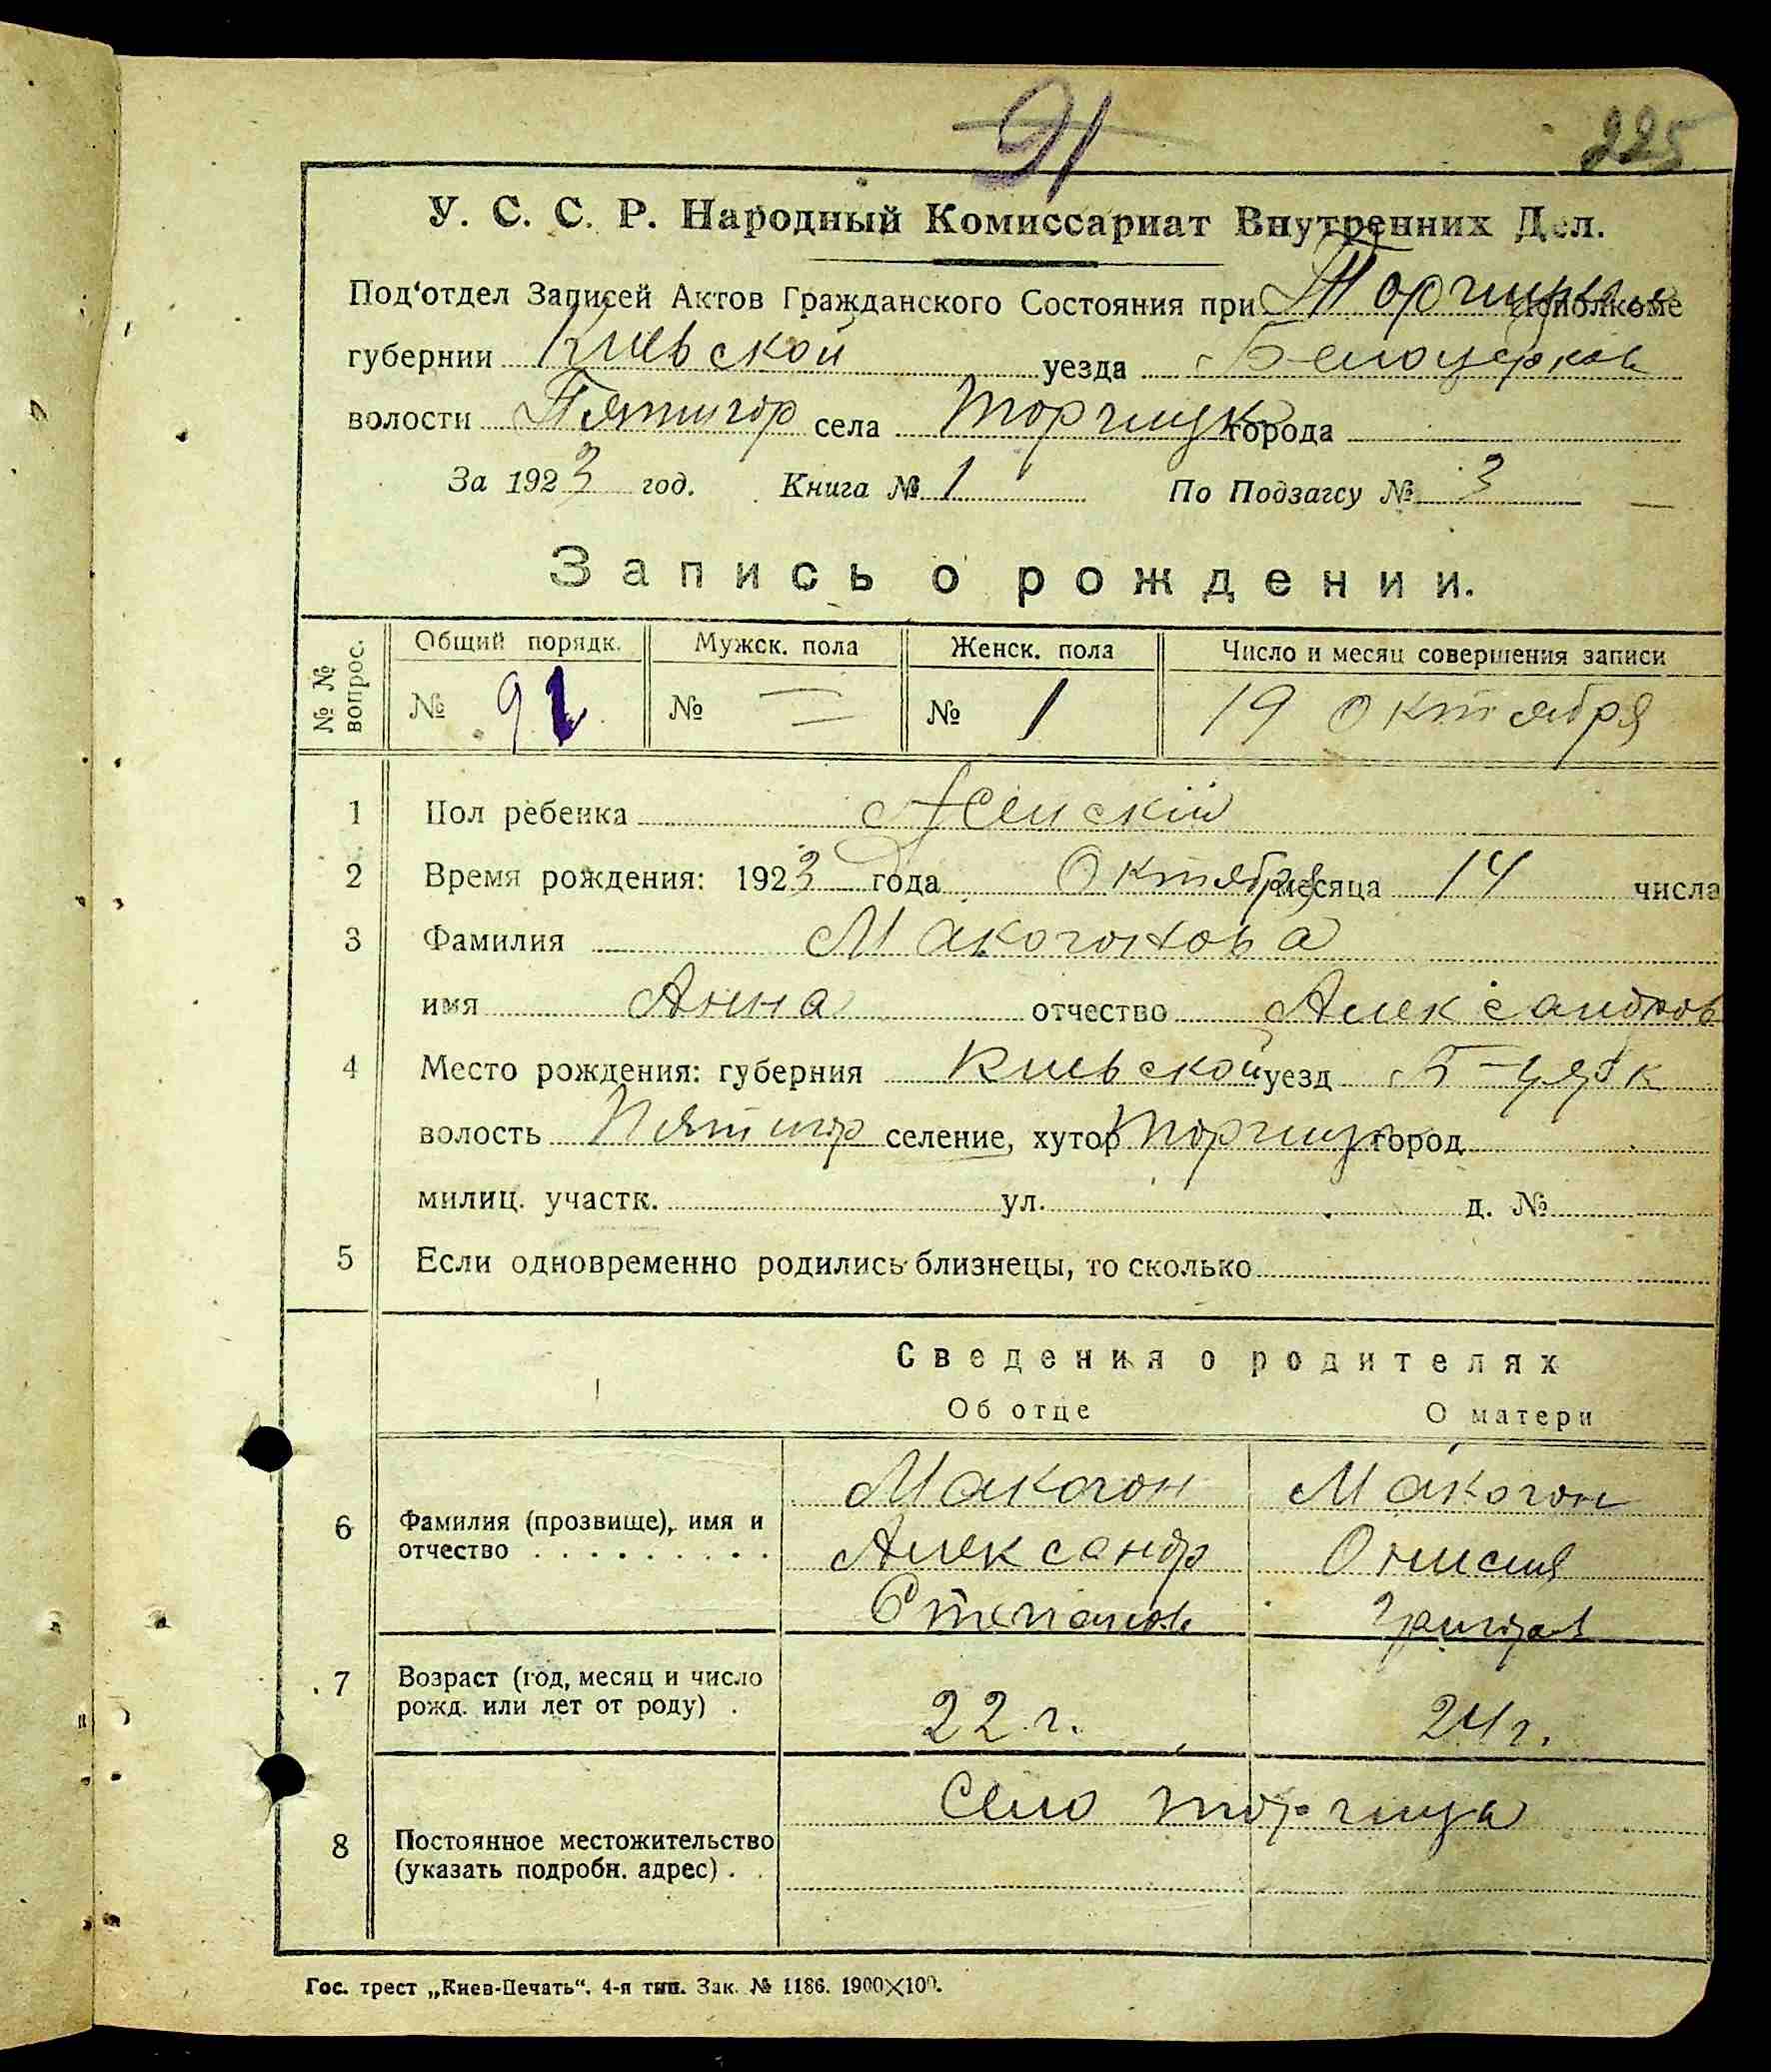 91
225
У. С. С. Р. Народный Комиссариат Внутренних Дел.
Под'отдел Записей Актов Гражданского Состояния при Исполкоме
губернии Киевской уезда Белоцерков
волости Пятигор села Торчицк города
За 1923 год. Книга № 1 По Подзагсу № 3
Запись о рождении.
№ № вопрос. Общий порядк. Мужск. пола Женск. пола Число и месяц совершения записи
№ 91 № — № 1 19 октября
1 Пол ребенка Женский
2 Время рождения: 1923 года Октября месяца 14 числа
3 Фамилия Макогонова
имя Анна отчество Александров
4 Место рождения: губерния Киевской уезд Б-церк
волость Пятигор селение, хутор Торчица город
милиц. участк. ул. д. №
5 Если одновременно родились близнецы, то сколько
Сведения о родителях
Об отце О матери
Макогон Макогон
6 Фамилия (прозвище), имя и
отчество . . . . . . . . . Александр Онисия
Степанов Григоров
7 Возраст (год, месяц и число
рожд. или лет от роду) . 22 г. 24 г.
Село Торчица
8 Постоянное местожительство
(указать подробн. адрес) . .
Гос. трест „Киев-Печать“. 4-я тип. Зак. № 1186. 1900×100.